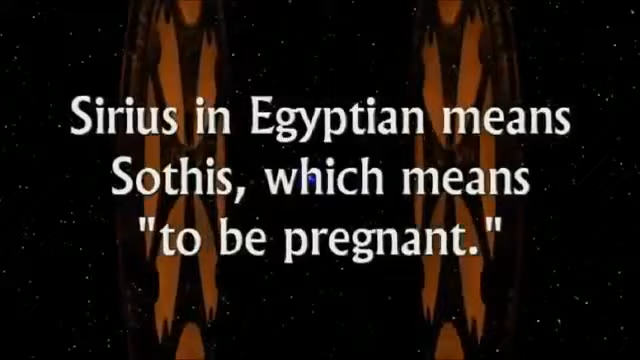 Sirius in Egyptian means
Sothis, which means
"to be pregnant."